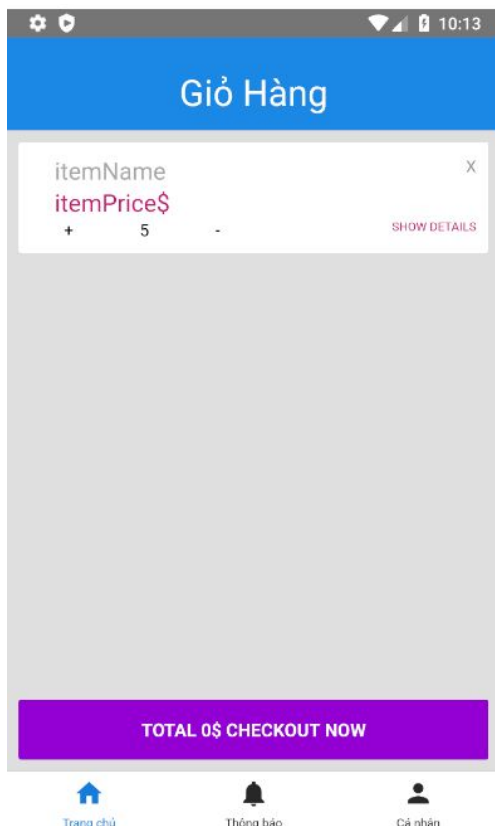 10:13
Giỏ Hàng
itemName
X
itemPrice$
+ 5 -
SHOW DETAILS
TOTAL 0$ CHECKOUT NOW
Trang chủ
Thông báo
Cá nhân